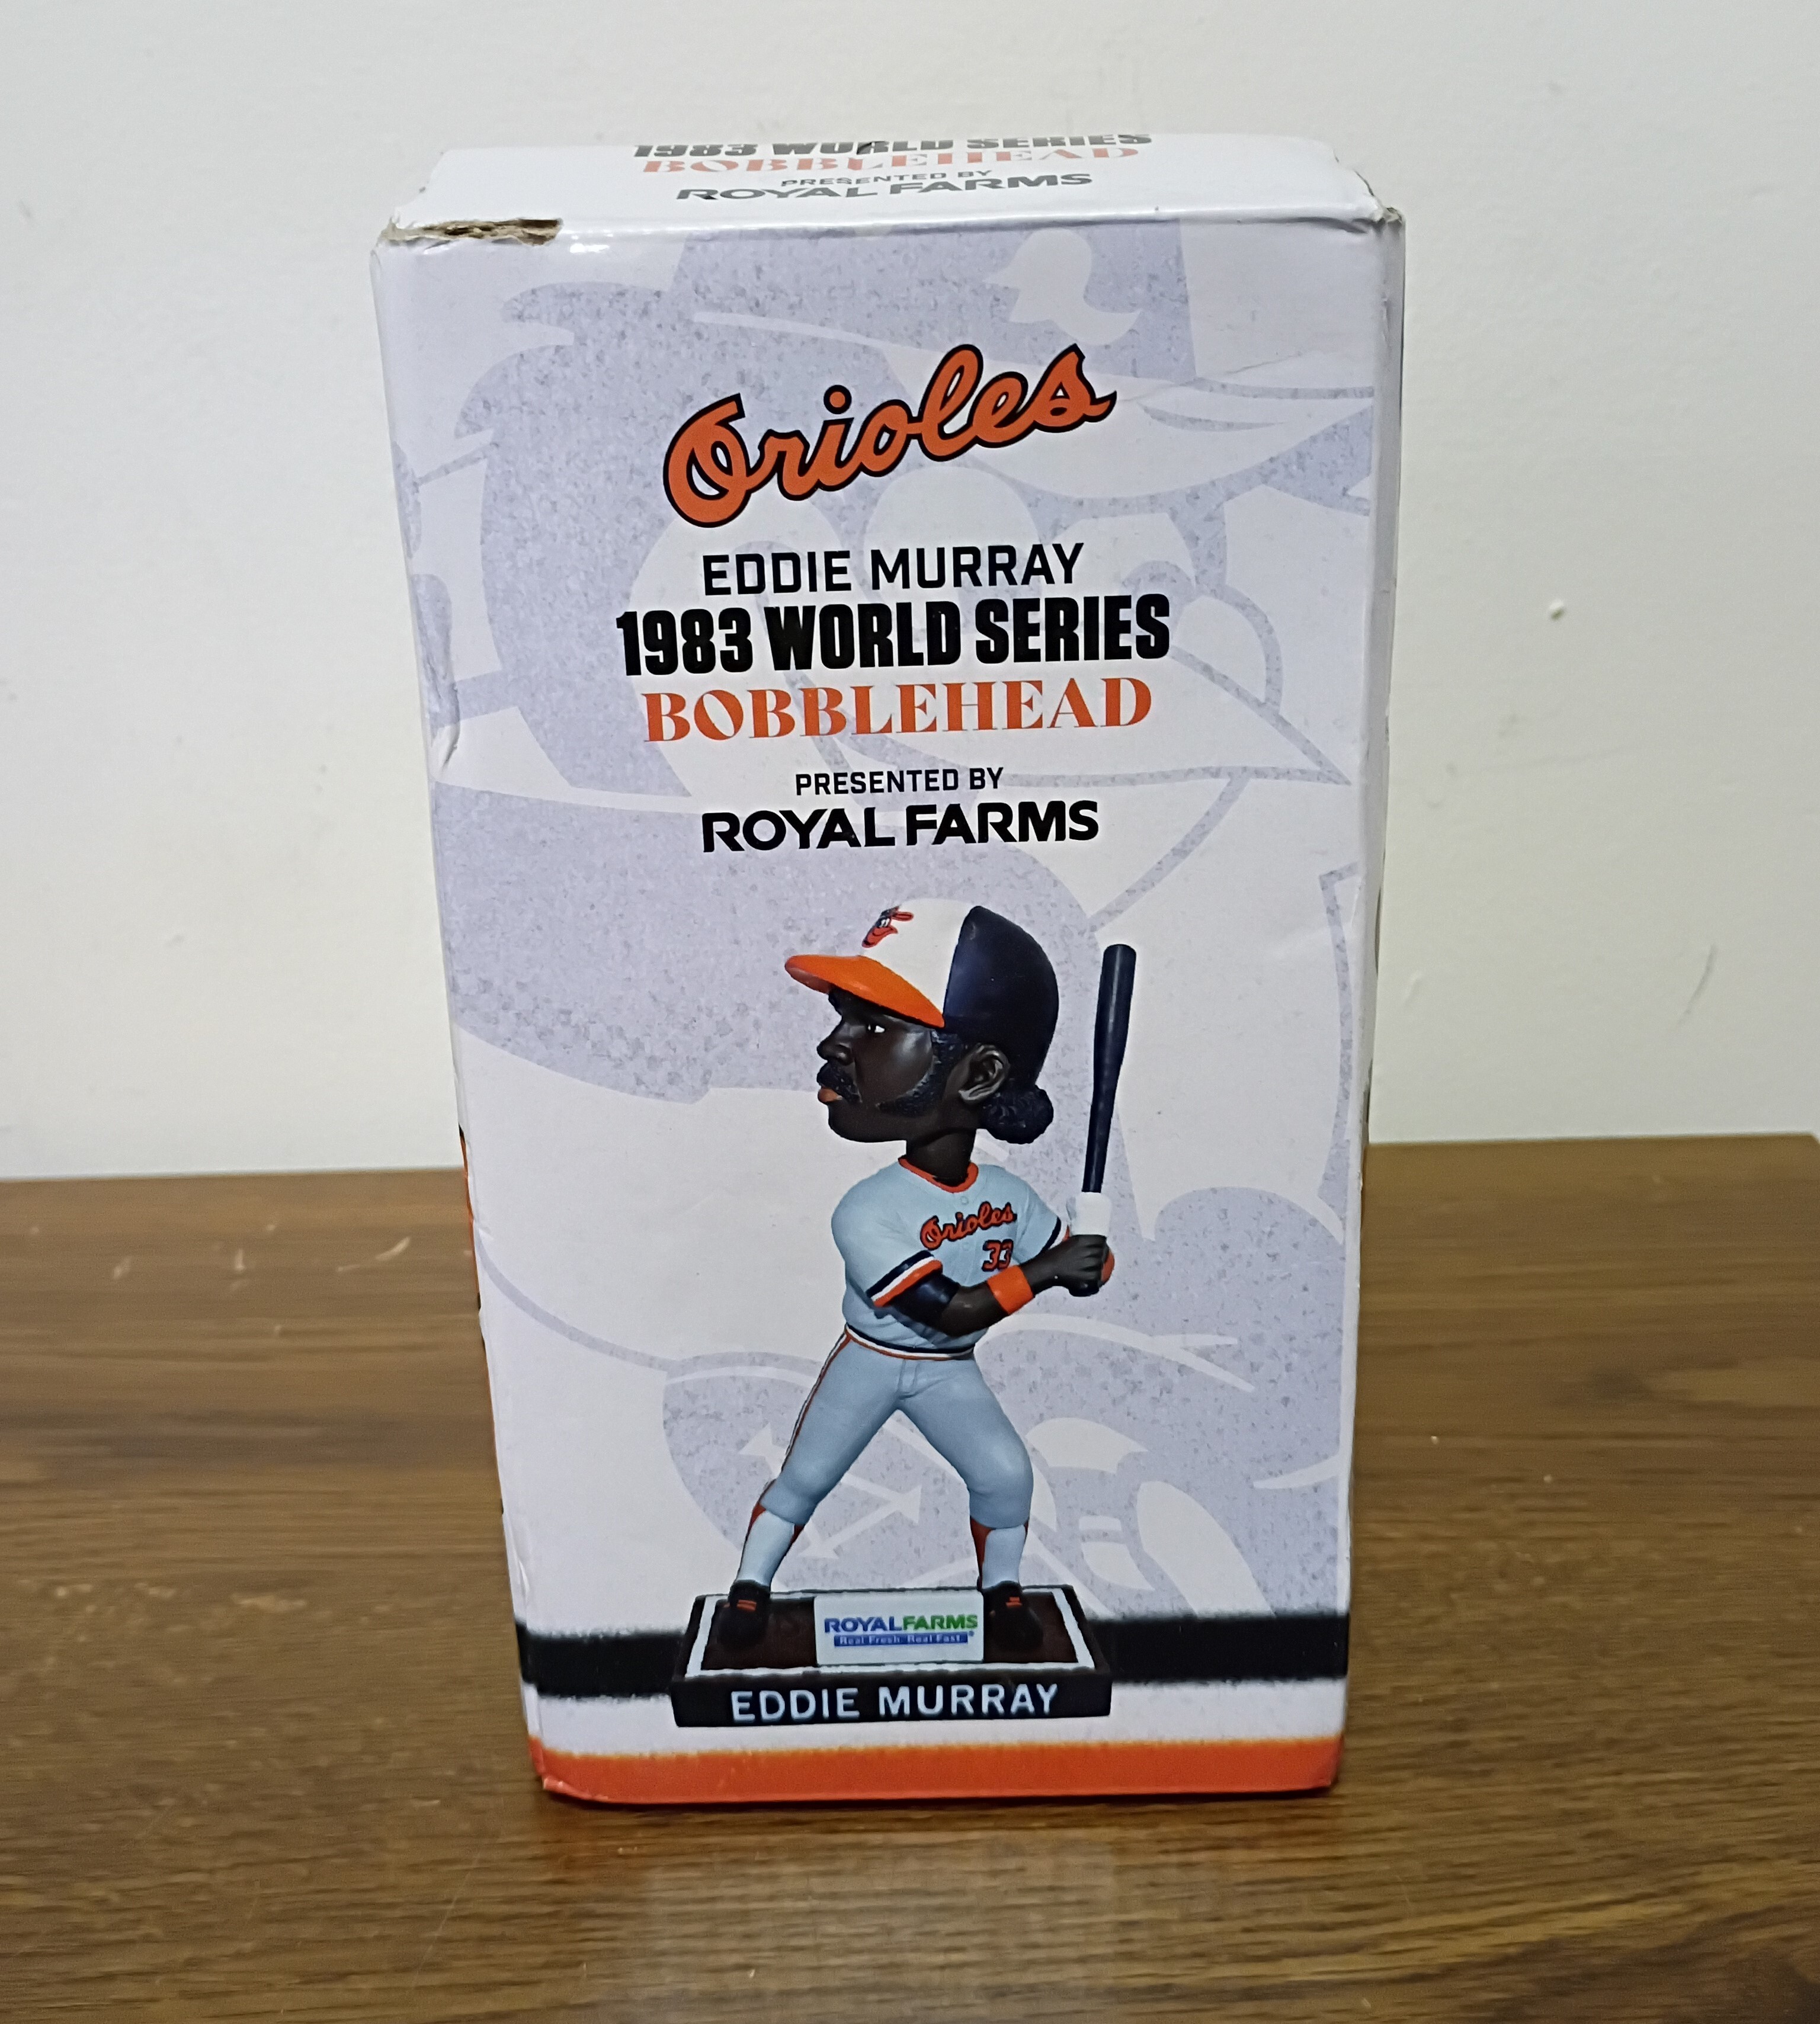 1983 WORLD SERIES
BOBBLEHEAD
PRESENTED BY
ROYAL FARMS
Orioles
EDDIE MURRAY
1983 WORLD SERIES
BOBBLEHEAD
PRESENTED BY
ROYAL FARMS
Orioles
33
ROYALFARMS
Real Fresh. Real Fast.®
EDDIE MURRAY